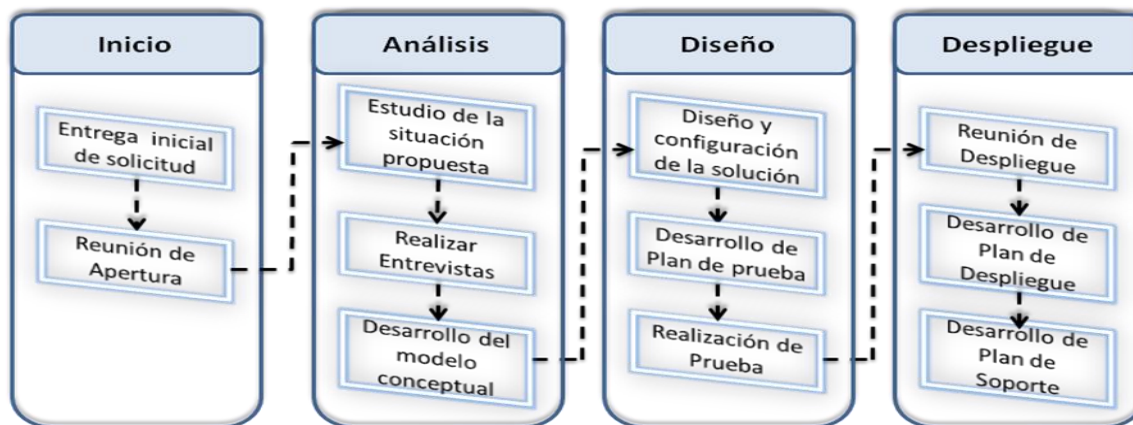 Inicio
Entrega inicial
de solicitud
Reunión de
Apertura
Análisis
Estudio de la
situación
propuesta
Realizar
Entrevistas
Desarrollo del
modelo
conceptual
Diseño
Diseño y
configuración
de la solución
Desarrollo de
Plan de prueba
Realización de
Prueba
Despliegue
Reunión de
Despliegue
Desarrollo de
Plan de
Despliegue
Desarrollo de
Plan de
Soporte